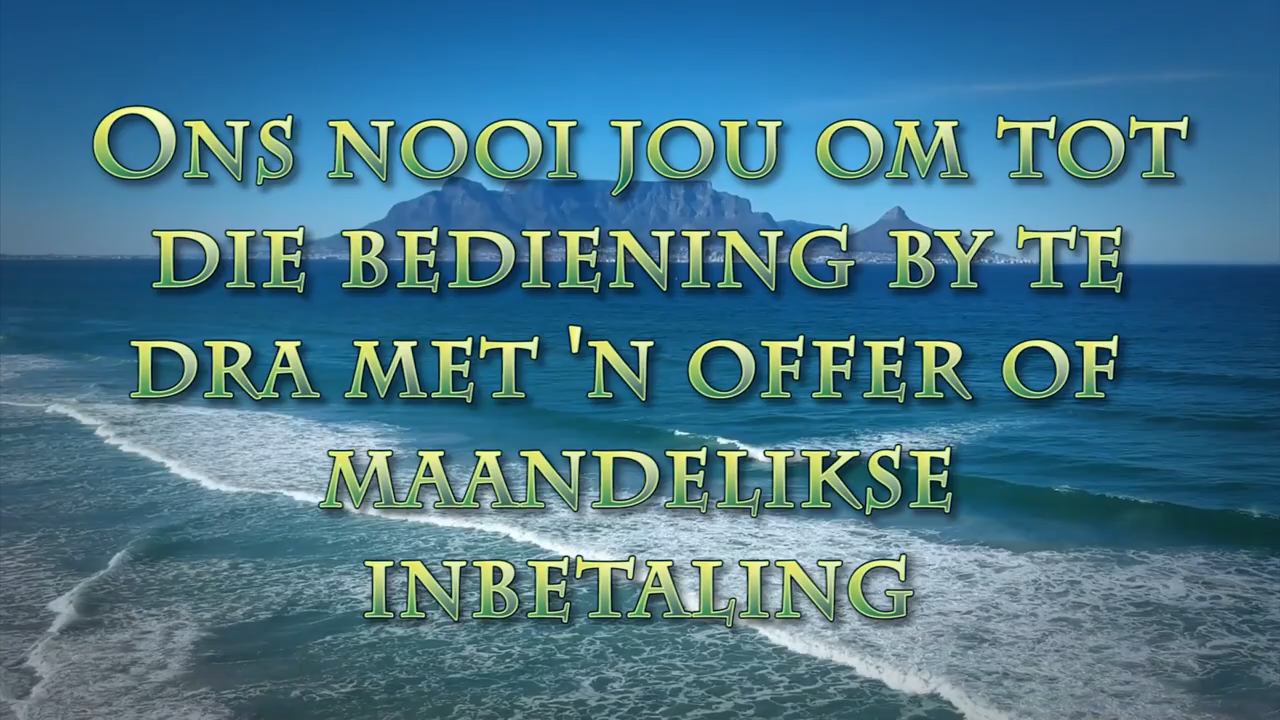 Ons nooi jou om tot
die bediening by te
dra met 'n offer of
maandelikse
inbetaling